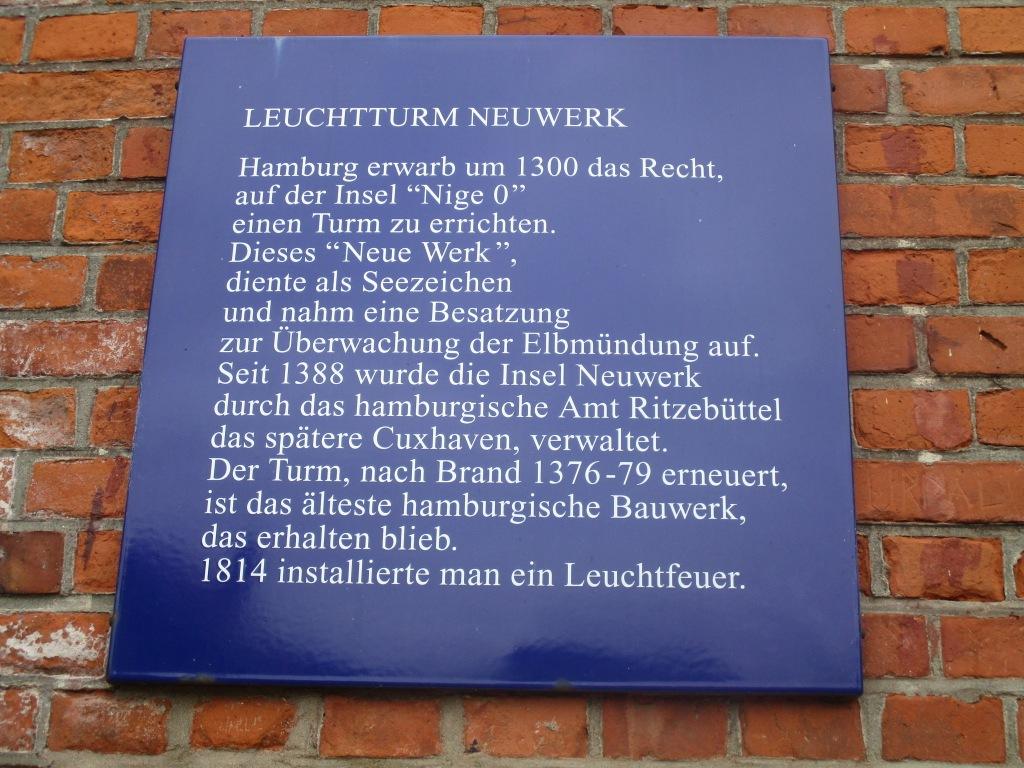 LEUCHTTURM NEUWERK
Hamburg erwarb um 1300 das Recht,
auf der Insel “Nige 0”
einen Turm zu errichten.
Dieses “Neue Werk”,
diente als Seezeichen
und nahm eine Besatzung
zur Überwachung der Elbmündung auf.
Seit 1388 wurde die Insel Neuwerk
durch das hamburgische Amt Ritzebüttel
das spätere Cuxhaven, verwaltet.
Der Turm, nach Brand 1376-79 erneuert,
ist das älteste hamburgische Bauwerk,
das erhalten blieb.
1814 installierte man ein Leuchtfeuer.